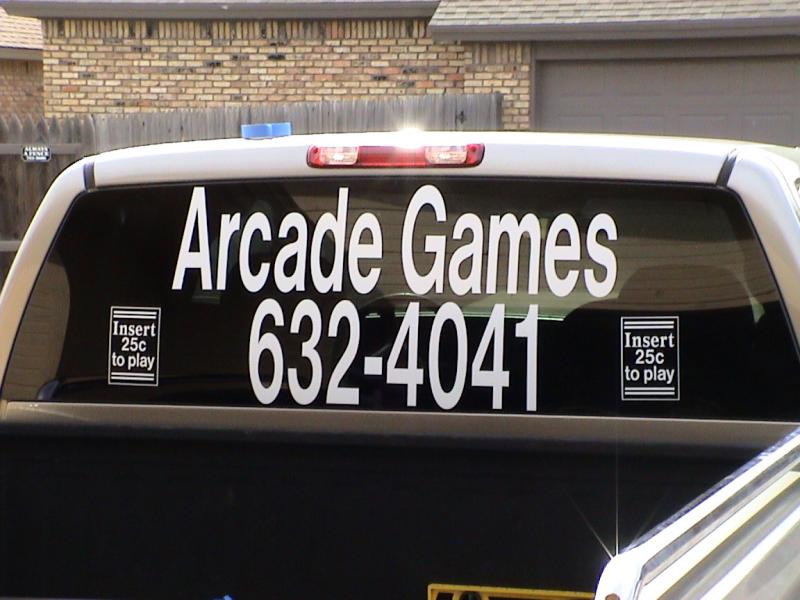 Arcade Games
632-4041
Insert
25c
to play
Insert
25c
to play